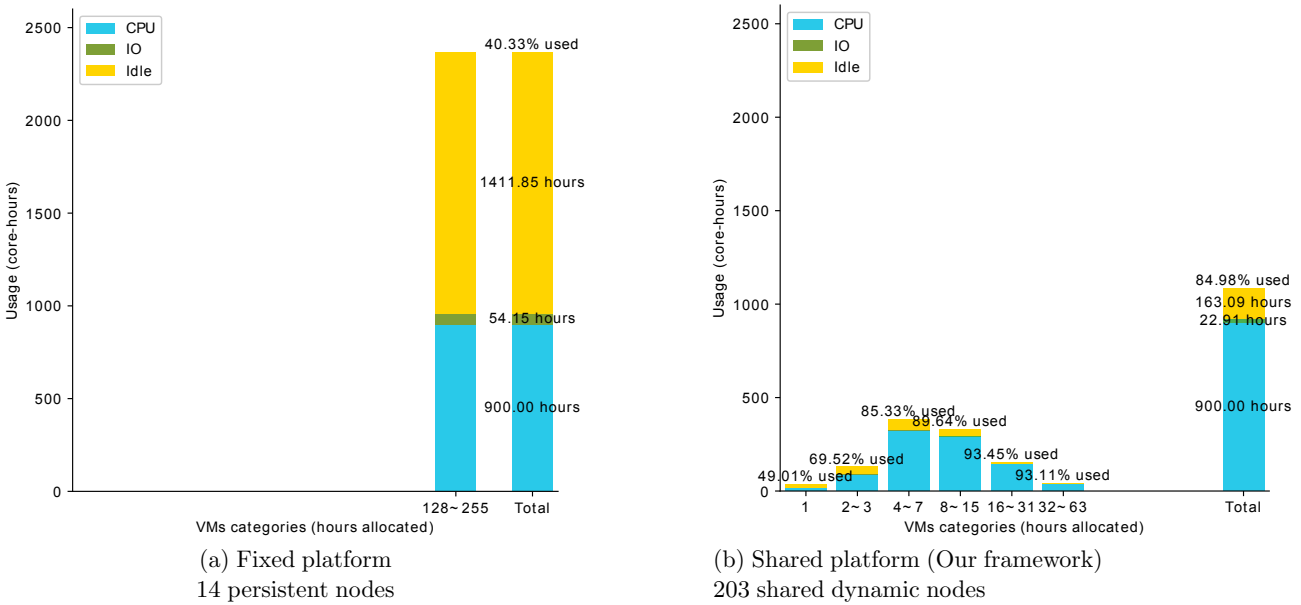 2500
2000
1500
1000
500
0
Usage (core-hours)
CPU
IO
Idle
40.33% used
1411.85 hours
54.15 hours
900.00 hours
128~255
Total
VMs categories (hours allocated)
(a) Fixed platform
14 persistent nodes
2500
2000
1500
1000
500
0
Usage (core-hours)
CPU
IO
Idle
84.98% used
163.09 hours
22.91 hours
900.00 hours
49.01% used
69.52% used
85.33% used
89.64% used
93.45% used
93.11% used
1
2~3
4~7
8~15
16~31
32~63
Total
VMs categories (hours allocated)
(b) Shared platform (Our framework)
203 shared dynamic nodes